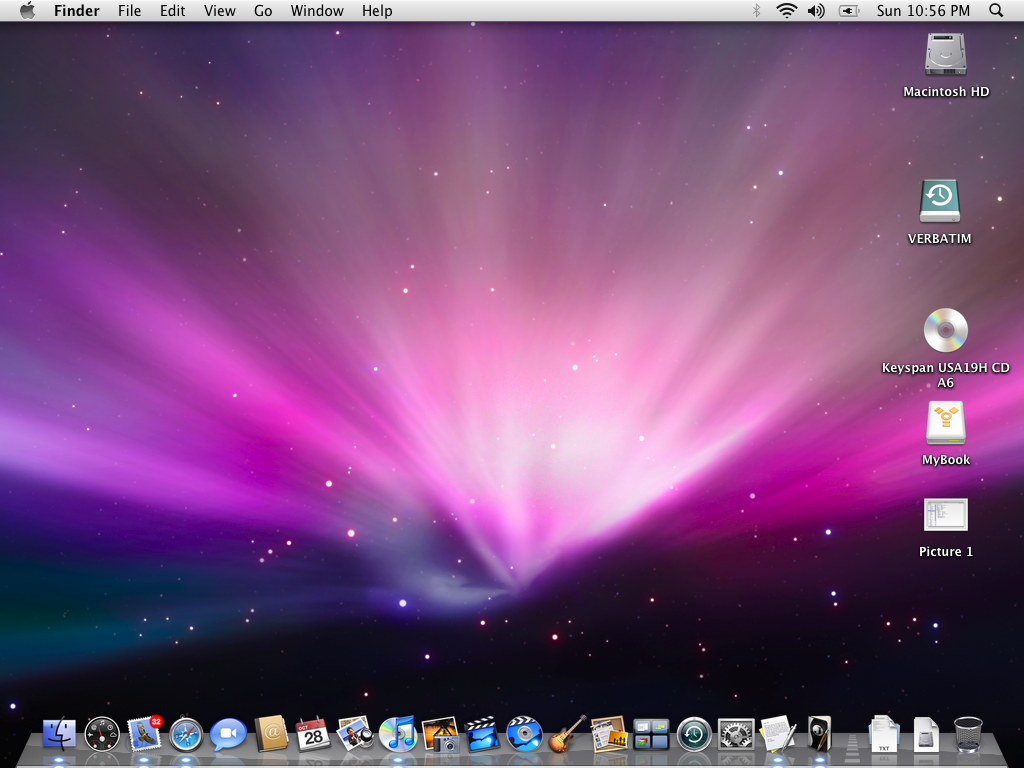 Finder File Edit View Go Window Help Sun 10:56 PM
Macintosh HD
VERBATIM
Keyspan USA19H CD
A6
MyBook
Picture 1
32
OCT
28
@
TXT